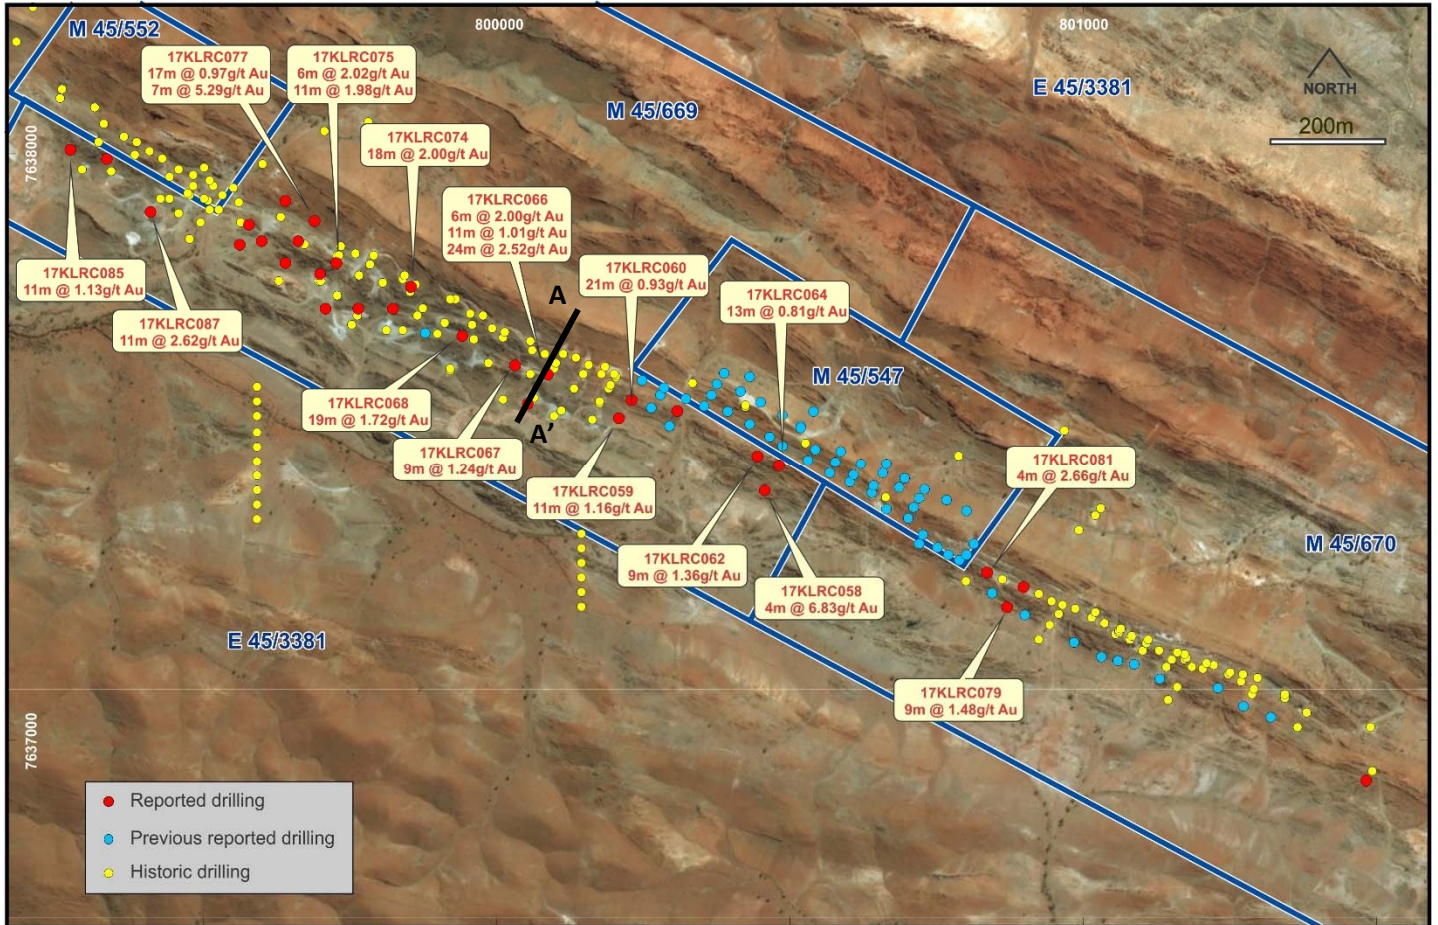 800000
801000
M 45/552
17KLRC077
17m @ 0.97g/t Au
7m @ 5.29g/t Au
17KLRC075
6m @ 2.02g/t Au
11m @ 1.98g/t Au
M 45/669
E 45/3381
NORTH
200m
7638000
17KLRC074
18m @ 2.00g/t Au
17KLRC066
6m @ 2.00g/t Au
11m @ 1.01g/t Au
24m @ 2.52g/t Au
17KLRC085
11m @ 1.13g/t Au
17KLRC060
21m @ 0.93g/t Au
A
17KLRC064
13m @ 0.81g/t Au
17KLRC087
11m @ 2.62g/t Au
M 45/547
17KLRC068
19m @ 1.72g/t Au
A’
17KLRC067
9m @ 1.24g/t Au
17KLRC081
4m @ 2.66g/t Au
17KLRC059
11m @ 1.16g/t Au
M 45/670
17KLRC062
9m @ 1.36g/t Au
17KLRC058
4m @ 6.83g/t Au
E 45/3381
17KLRC079
9m @ 1.48g/t Au
7637000
Reported drilling
Previous reported drilling
Historic drilling